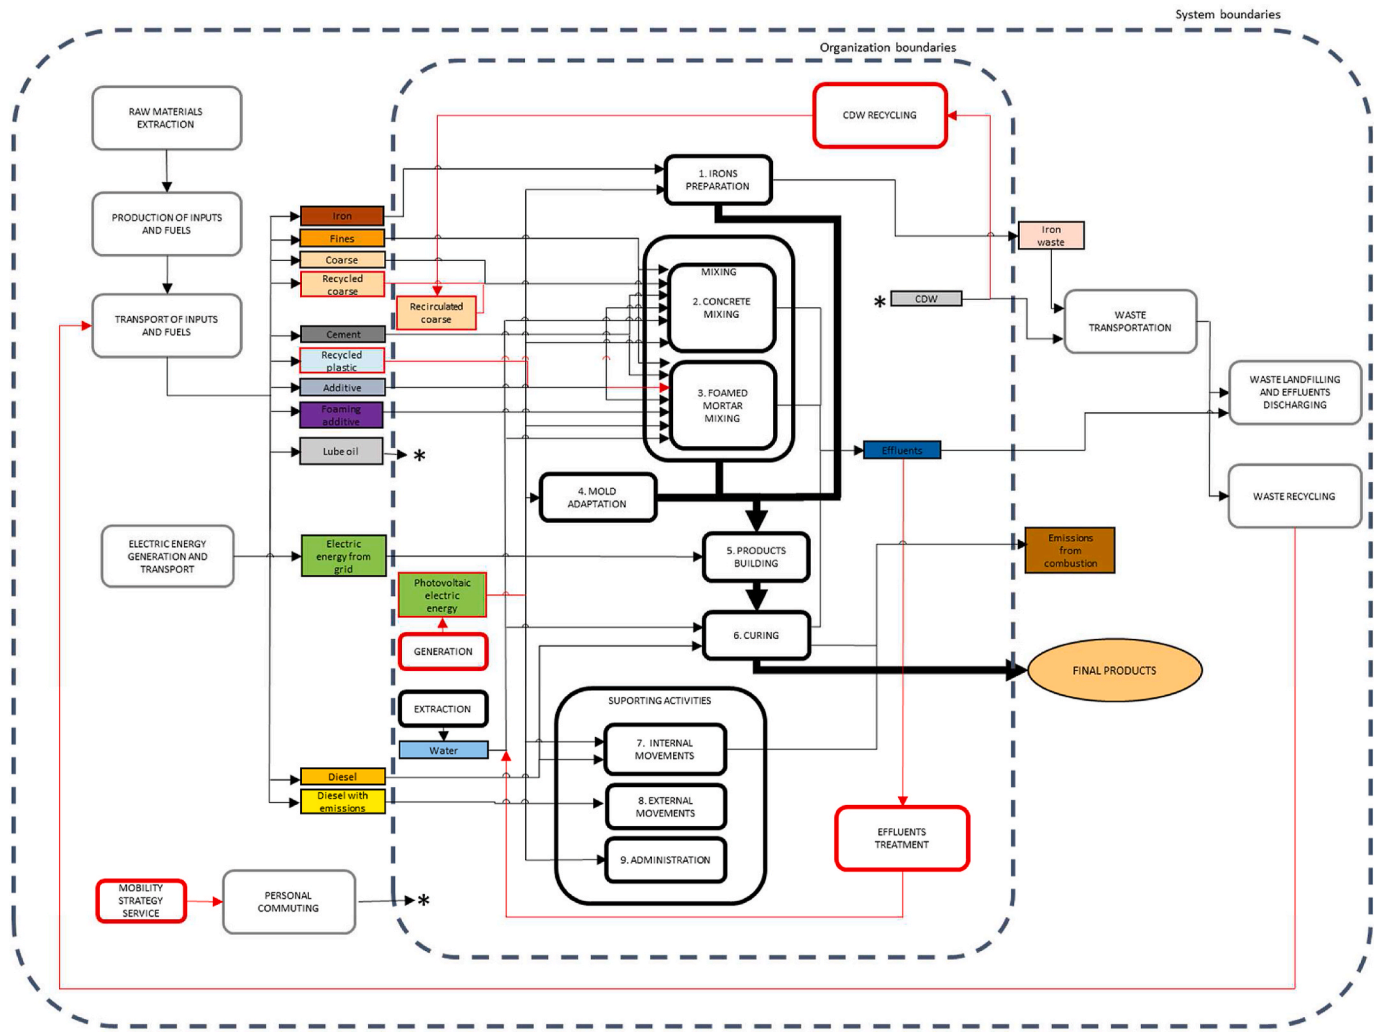 System boundaries
Organization boundaries
RAW MATERIALS
EXTRACTION
PRODUCTION OF INPUTS
AND FUELS
TRANSPORT OF INPUTS
AND FUELS
ELECTRIC ENERGY
GENERATION AND
TRANSPORT
MOBILITY
STRATEGY
SERVICE
PERSONAL
COMMUTING
*
Iron
Fines
Coarse
Recycled
coarse
Cement
Recycled
plastic
Additive
Foaming
additive
Lube oil
*
Electric
energy from
grid
Diesel
Diesel with
emissions
Recirculated
coarse
Photovoltaic
electric
energy
GENERATION
EXTRACTION
Water
CDW RECYCLING
1. IRONS
PREPARATION
MIXING
2. CONCRETE
MIXING
3. FOAMED
MORTAR
MIXING
4. MOLD
ADAPTATION
5. PRODUCTS
BUILDING
6. CURING
SUPORTING ACTIVITIES
7. INTERNAL
MOVEMENTS
8. EXTERNAL
MOVEMENTS
9. ADMINISTRATION
* CDW
Effluents
EFFLUENTS
TREATMENT
Iron
waste
WASTE
TRANSPORTATION
WASTE LANDFILLING
AND EFFLUENTS
DISCHARGING
WASTE RECYCLING
Emissions
from
combustion
FINAL PRODUCTS